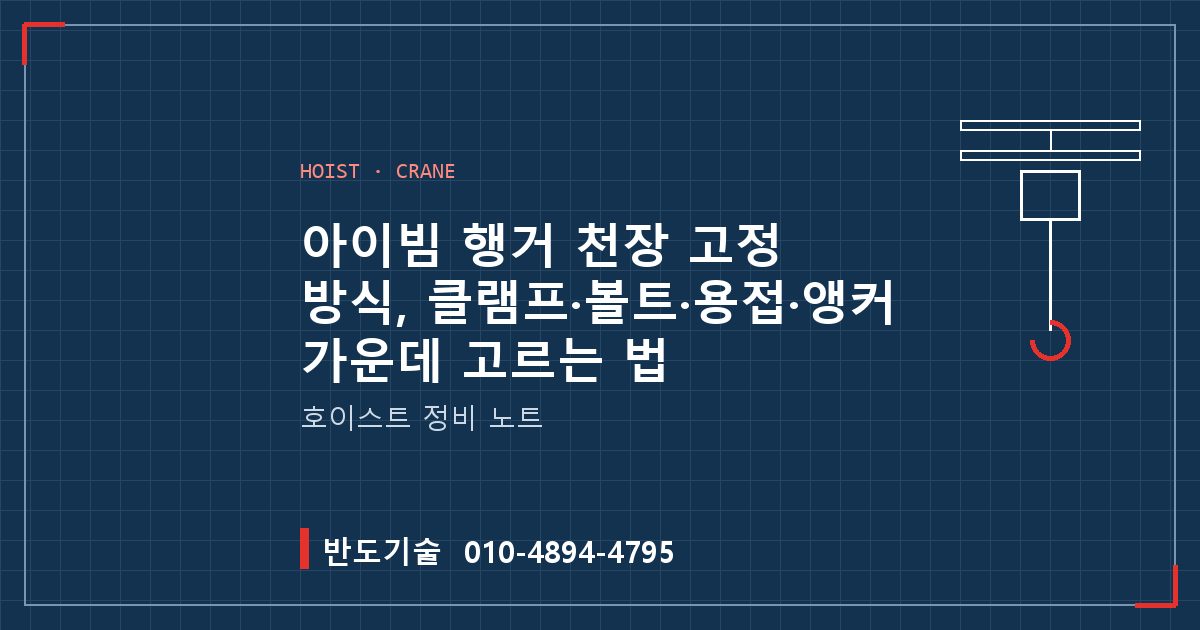 HOIST · CRANE
아이빔 행거 천장 고정
방식, 클램프·볼트·용접·앵커
가운데 고르는 법
호이스트 정비 노트
반도기술 010-4894-4795